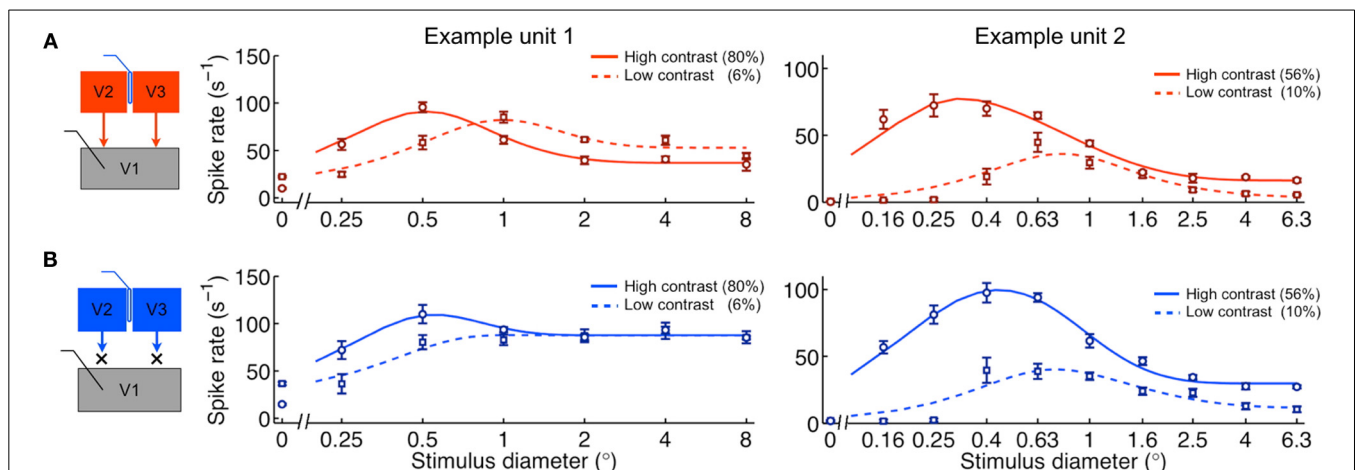 A
Example unit 1
Example unit 2
V2 V3
V1
Spike rate (s⁻¹)
150
100
50
0
High contrast (80%)
Low contrast (6%)
0 0.25 0.5 1 2 4 8
100
50
0
High contrast (56%)
Low contrast (10%)
0 0.16 0.25 0.4 0.63 1 1.6 2.5 4 6.3
B
V2 V3
V1
Spike rate (s⁻¹)
150
100
50
0
High contrast (80%)
Low contrast (6%)
0 0.25 0.5 1 2 4 8
Stimulus diameter (°)
100
50
0
High contrast (56%)
Low contrast (10%)
0 0.16 0.25 0.4 0.63 1 1.6 2.5 4 6.3
Stimulus diameter (°)